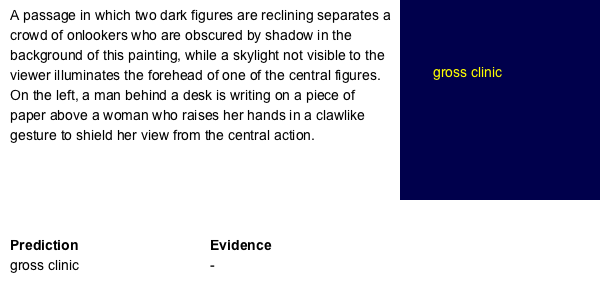 A passage in which two dark figures are reclining separates a
crowd of onlookers who are obscured by shadow in the
background of this painting, while a skylight not visible to the
viewer illuminates the forehead of one of the central figures.
On the left, a man behind a desk is writing on a piece of
paper above a woman who raises her hands in a clawlike
gesture to shield her view from the central action.
gross clinic
Prediction Evidence
gross clinic -